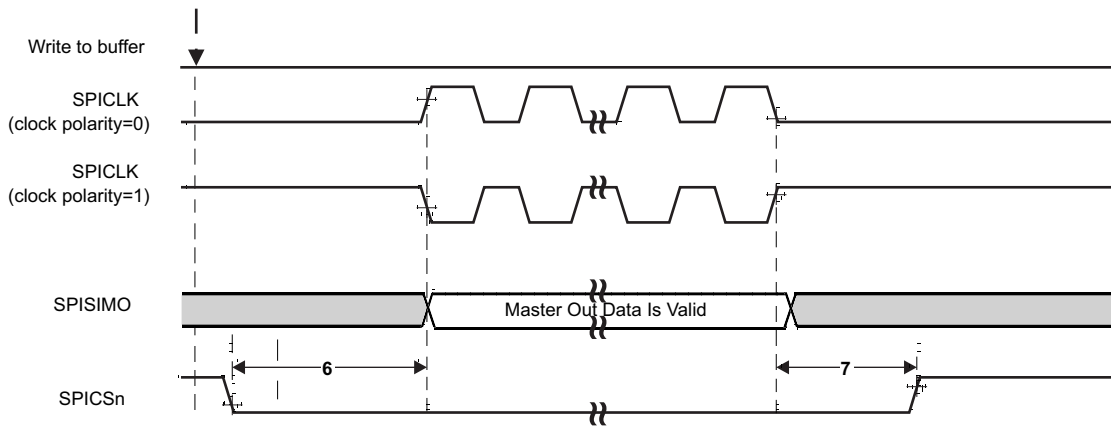 Write to buffer
SPICLK
(clock polarity=0)
SPICLK
(clock polarity=1)
SPISIMO
Master Out Data Is Valid
6
7
SPICSn